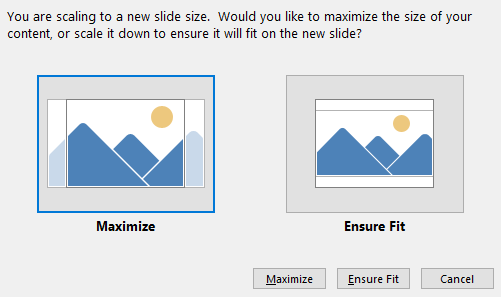 You are scaling to a new slide size.  Would you like to maximize the size of your
content, or scale it down to ensure it will fit on the new slide?
Maximize
Ensure Fit
Maximize
Ensure Fit
Cancel